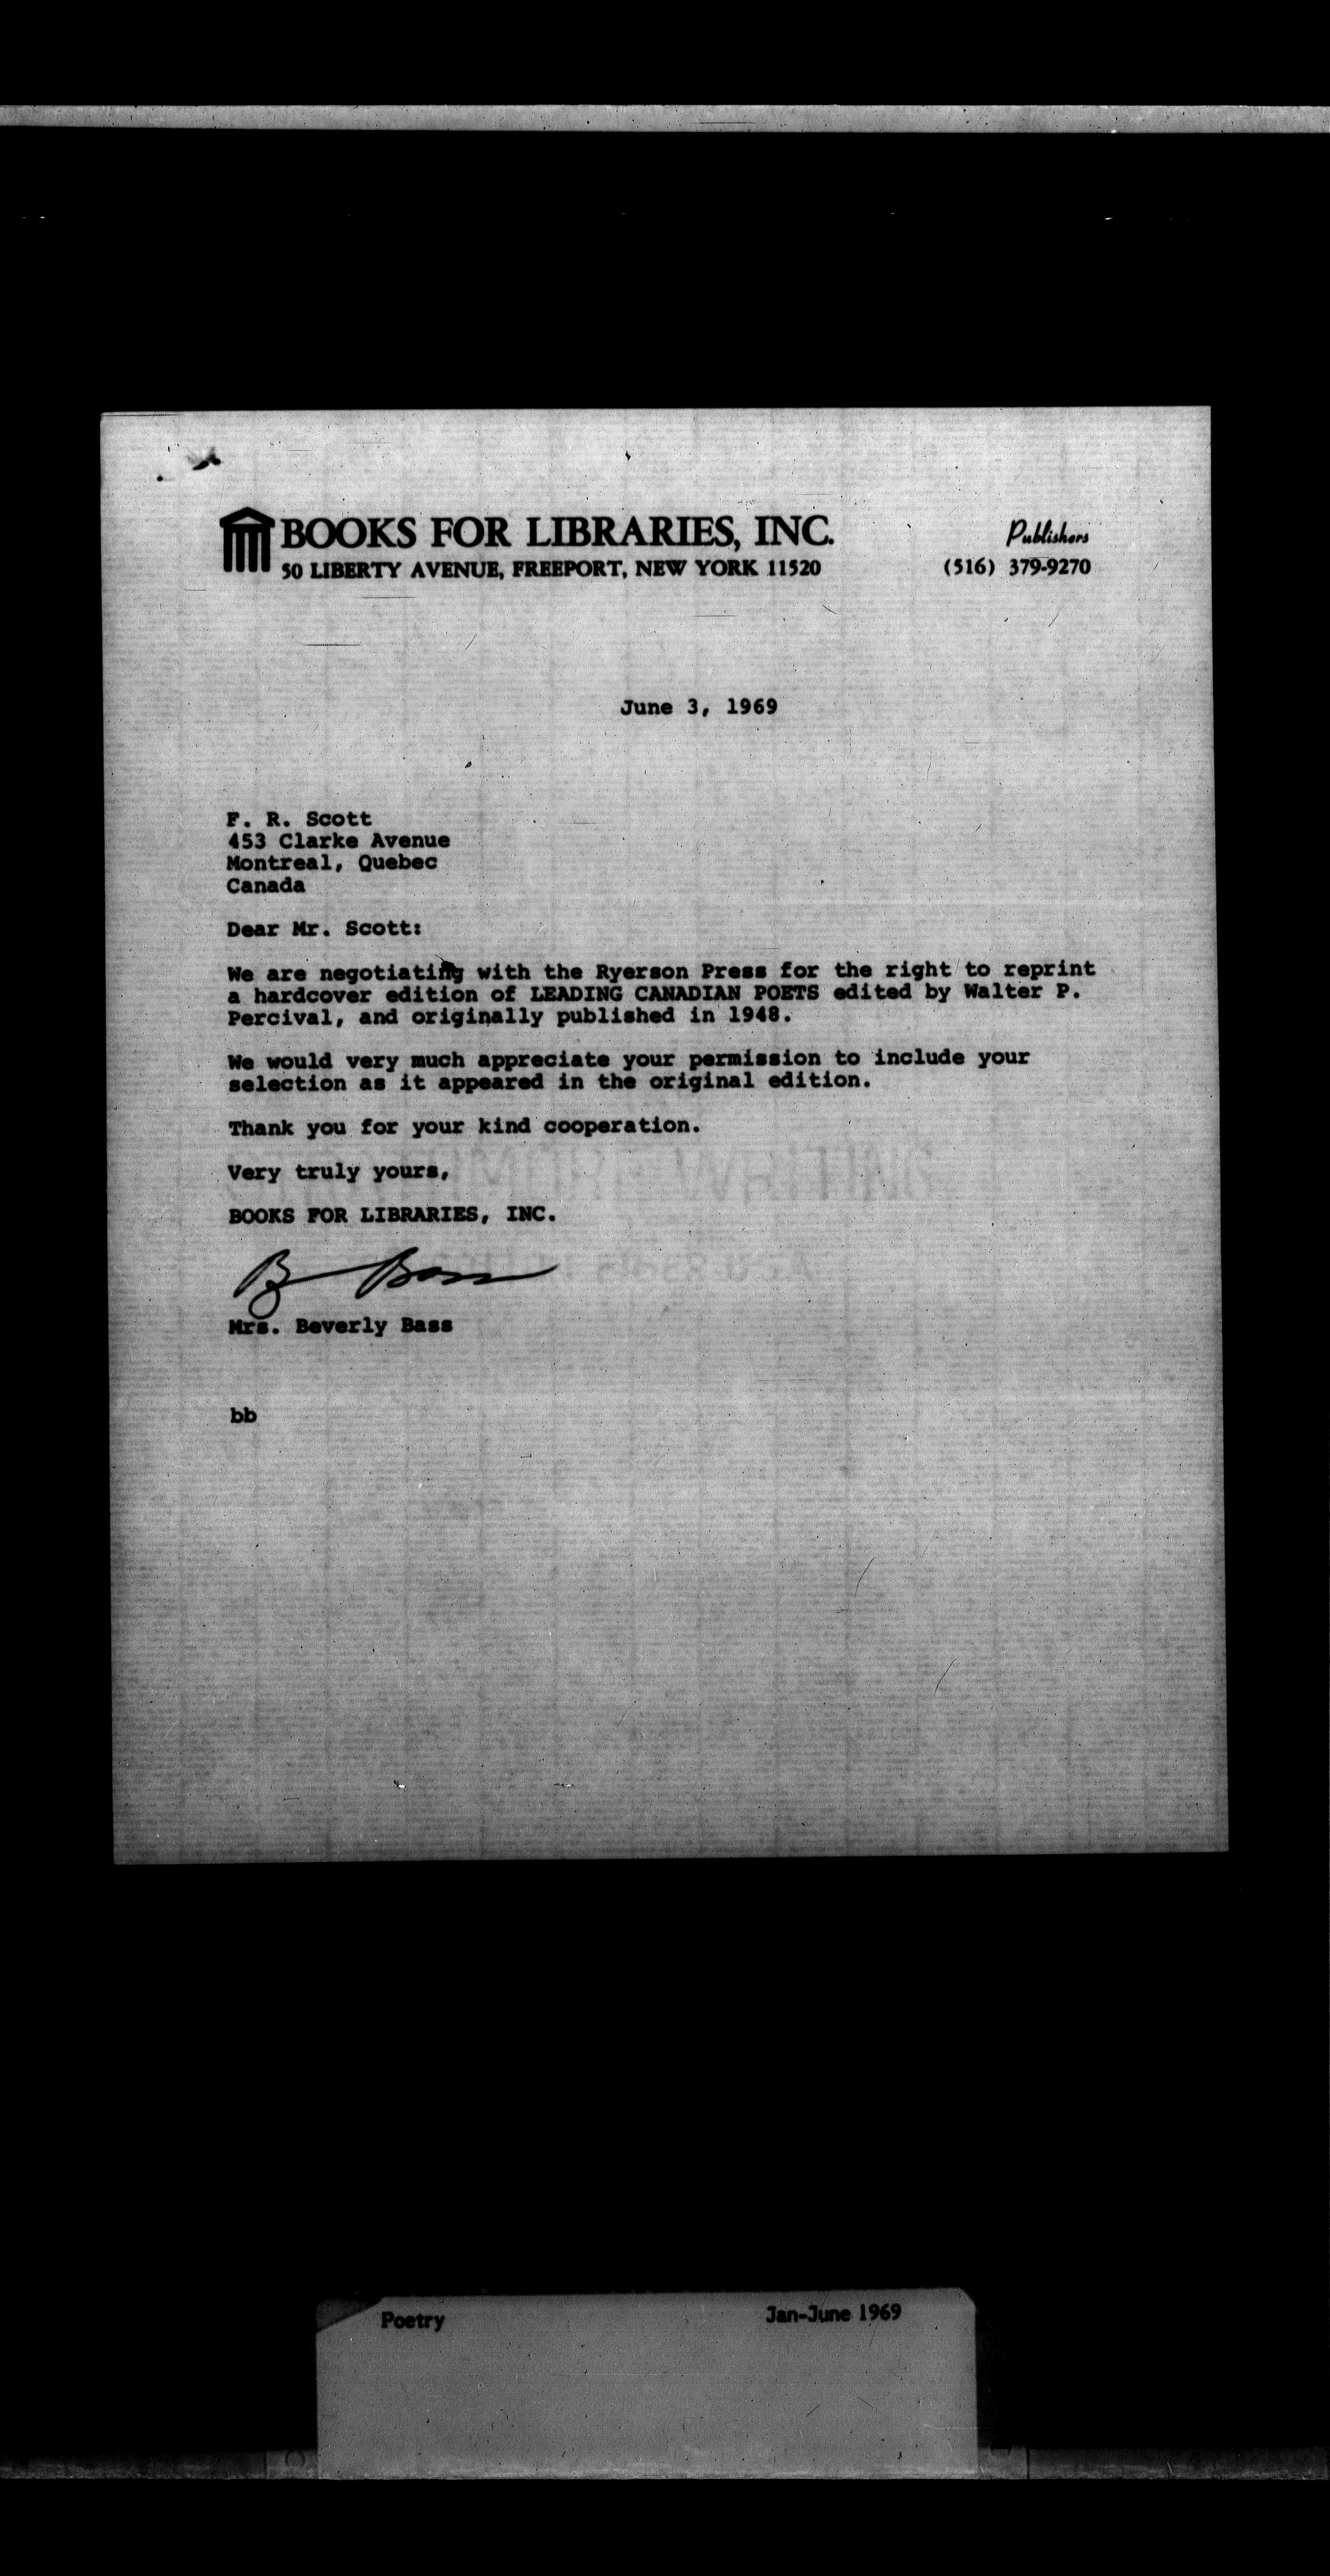 BOOKS FOR LIBRARIES, INC.
50 LIBERTY AVENUE, FREEPORT, NEW YORK 11520
Publishers
(516) 379-9270
June 3, 1969
F. R. Scott
453 Clarke Avenue
Montreal, Quebec
Canada
Dear Mr. Scott:
We are negotiating with the Ryerson Press for the right to reprint
a hardcover edition of LEADING CANADIAN POETS edited by Walter P.
Percival, and originally published in 1948.
We would very much appreciate your permission to include your
selection as it appeared in the original edition.
Thank you for your kind cooperation.
Very truly yours,
BOOKS FOR LIBRARIES, INC.
B Bass
Mrs. Beverly Bass
bb
Poetry
Jan-June 1969